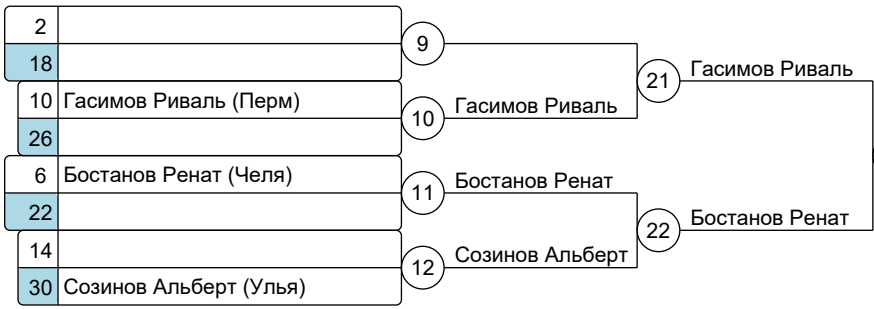 2
9
18
21 Гасимов Риваль
10 Гасимов Риваль (Перм)
10 Гасимов Риваль
26
6 Бостанов Ренат (Челя)
11 Бостанов Ренат
22
22 Бостанов Ренат
14
12 Созинов Альберт
30 Созинов Альберт (Улья)